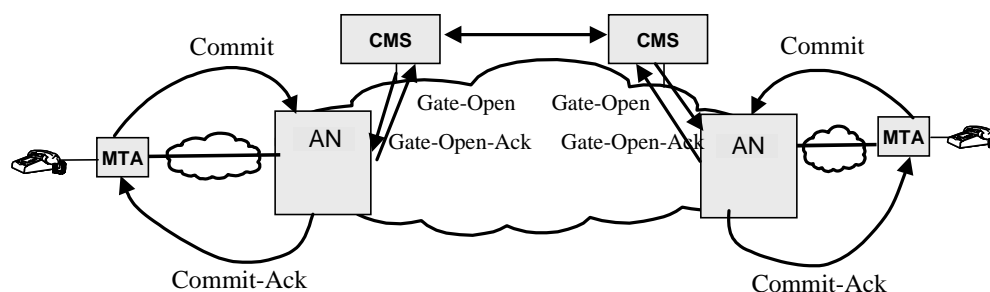 CMS
CMS
Commit
Commit
Gate-Open
Gate-Open
AN
Gate-Open-Ack
Gate-Open-Ack
AN
MTA
MTA
Commit-Ack
Commit-Ack